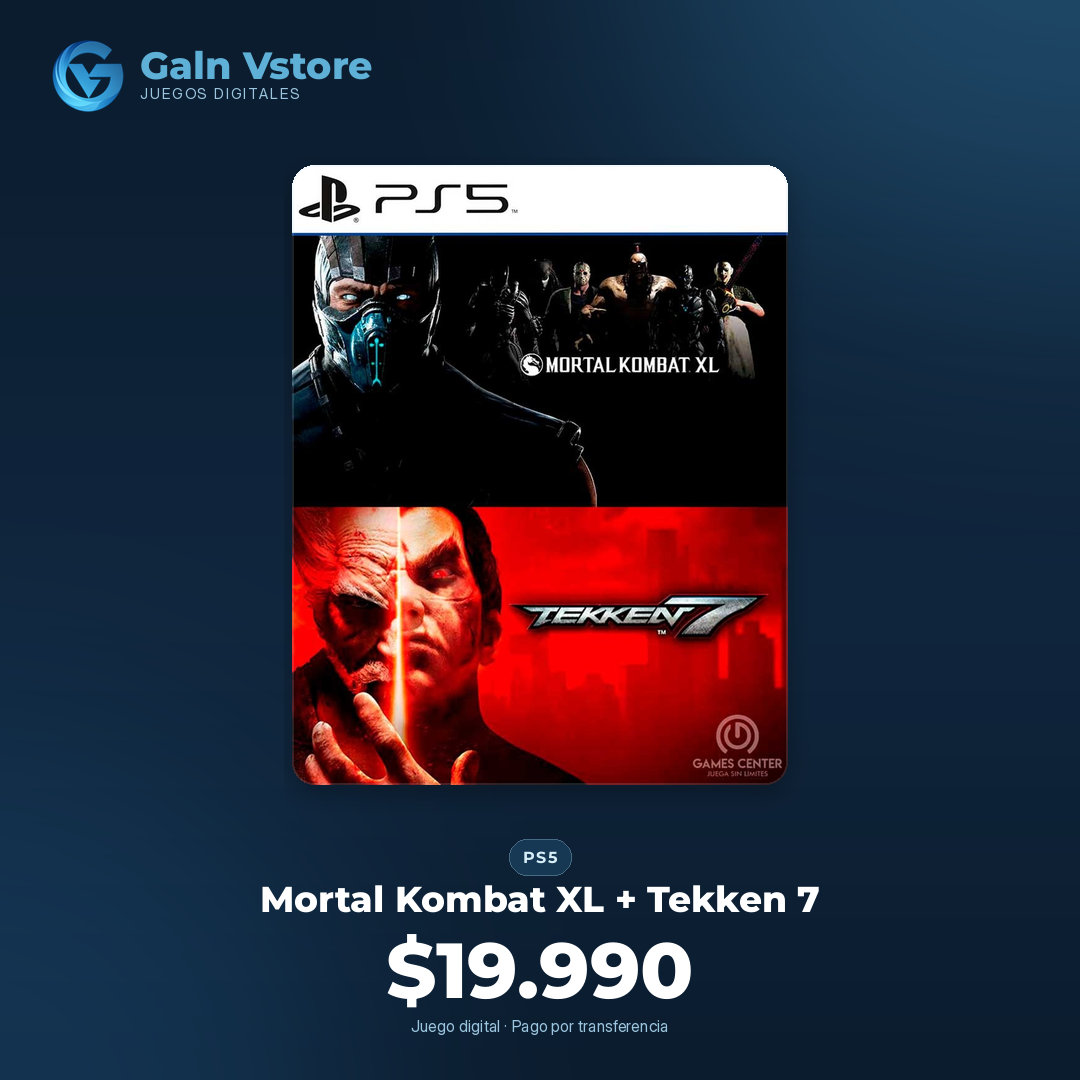 GaIn Vstore
JUEGOS DIGITALES
PS5
MORTAL KOMBAT XL
TEKKEN 7
GAMES CENTER
JUEGA SIN LIMITES
PS5
Mortal Kombat XL + Tekken 7
$19.990
Juego digital · Pago por transferencia